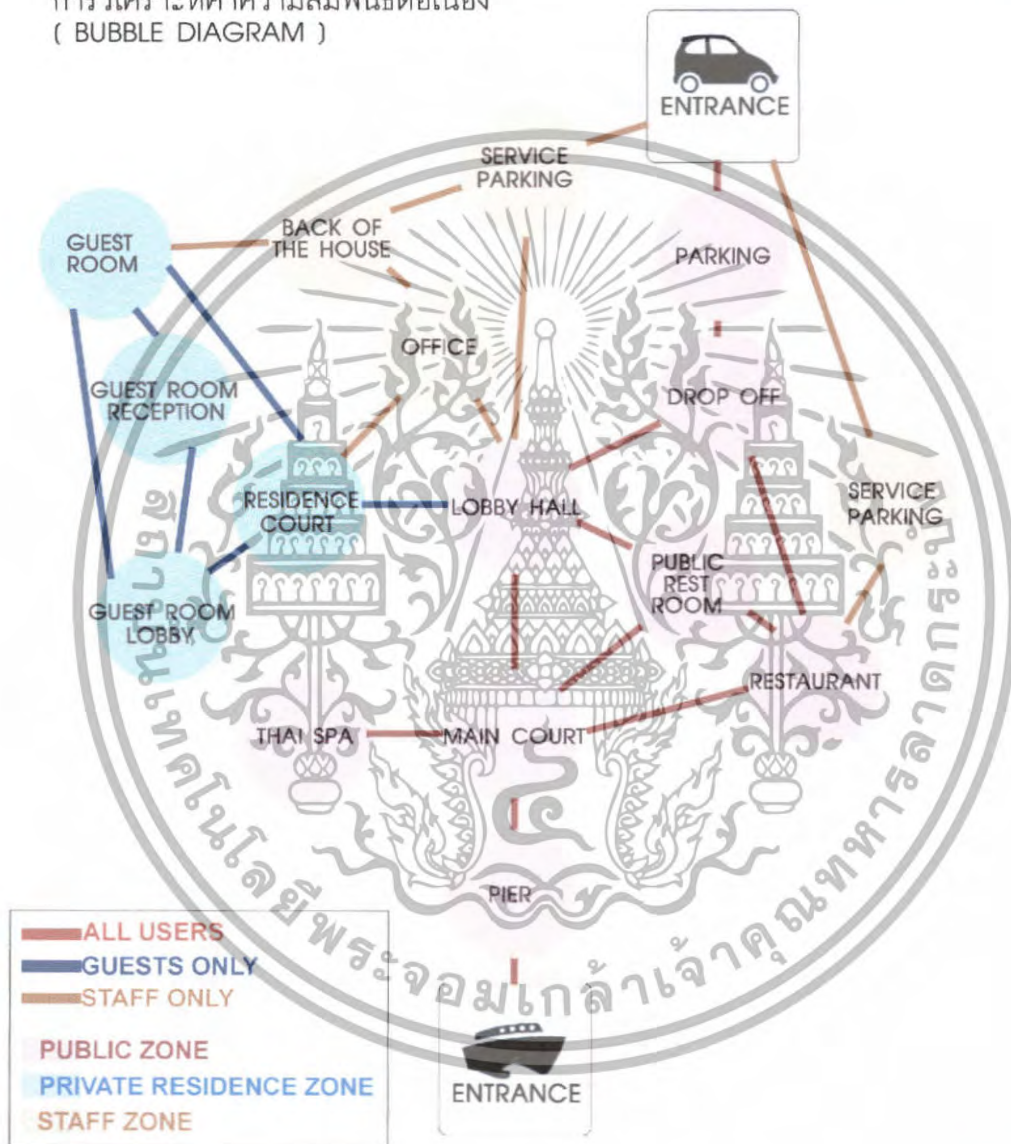 ( BUBBLE DIAGRAM )
ENTRANCE
SERVICE
PARKING
BACK OF
THE HOUSE
GUEST
ROOM
PARKING
OFFICE
GUEST ROOM
RECEPTION
DROP OFF
RESIDENCE
COURT
LOBBY HALL
SERVICE
PARKING
PUBLIC
REST
ROOM
GUEST ROOM
LOBBY
RESTAURANT
THAI SPA
MAIN COURT
PIER
ENTRANCE
ALL USERS
GUESTS ONLY
STAFF ONLY
PUBLIC ZONE
PRIVATE RESIDENCE ZONE
STAFF ZONE
สถาบันเทคโนโลยีพระจอมเกล้าเจ้าคุณทหารลาดกระบัง